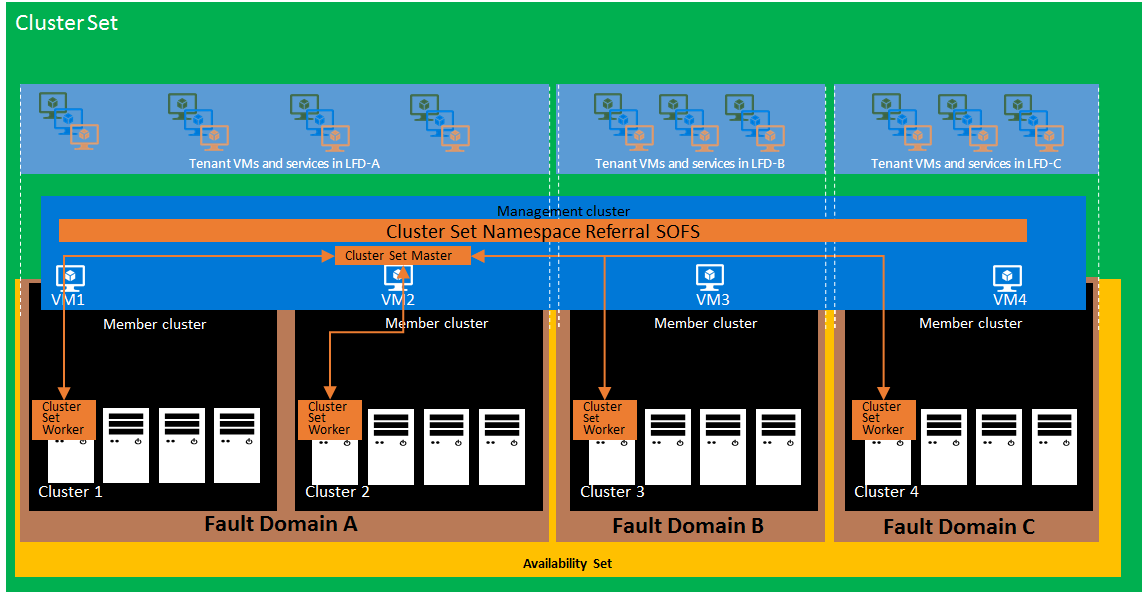 Cluster Set
Tenant VMs and services in LFD-A
Tenant VMs and services in LFD-B
Tenant VMs and services in LFD-C
Management cluster
Cluster Set Namespace Referral SOFS
Cluster Set Master
VM1
VM2
VM3
VM4
Member cluster
Member cluster
Member cluster
Member cluster
Cluster
Set
Worker
Cluster
Set
Worker
Cluster
Set
Worker
Cluster
Set
Worker
Cluster 1
Cluster 2
Cluster 3
Cluster 4
Fault Domain A
Fault Domain B
Fault Domain C
Availability Set